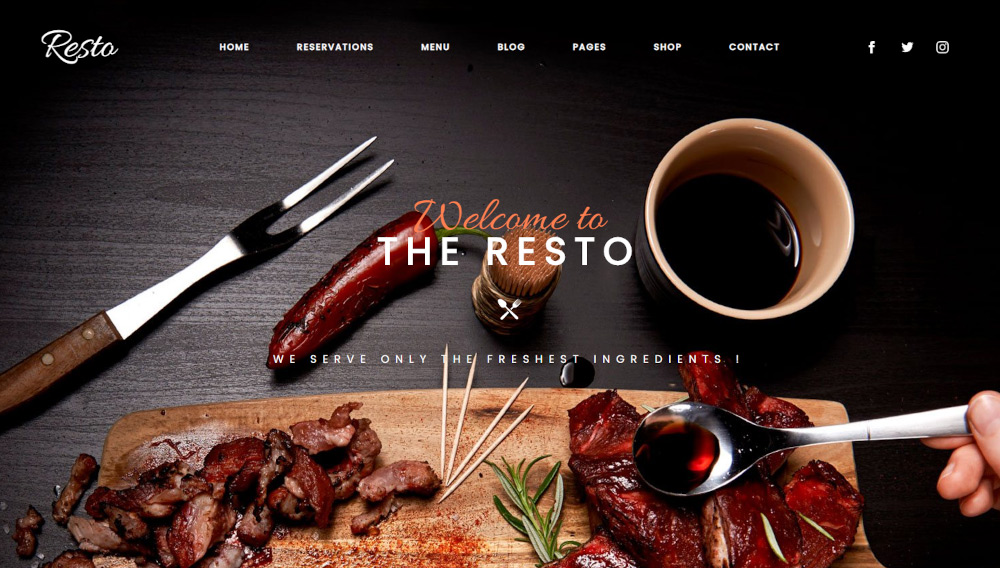 Resto
HOME RESERVATIONS MENU BLOG PAGES SHOP CONTACT
Welcome to
THE RESTO
WE SERVE ONLY THE FRESHEST INGREDIENTS !